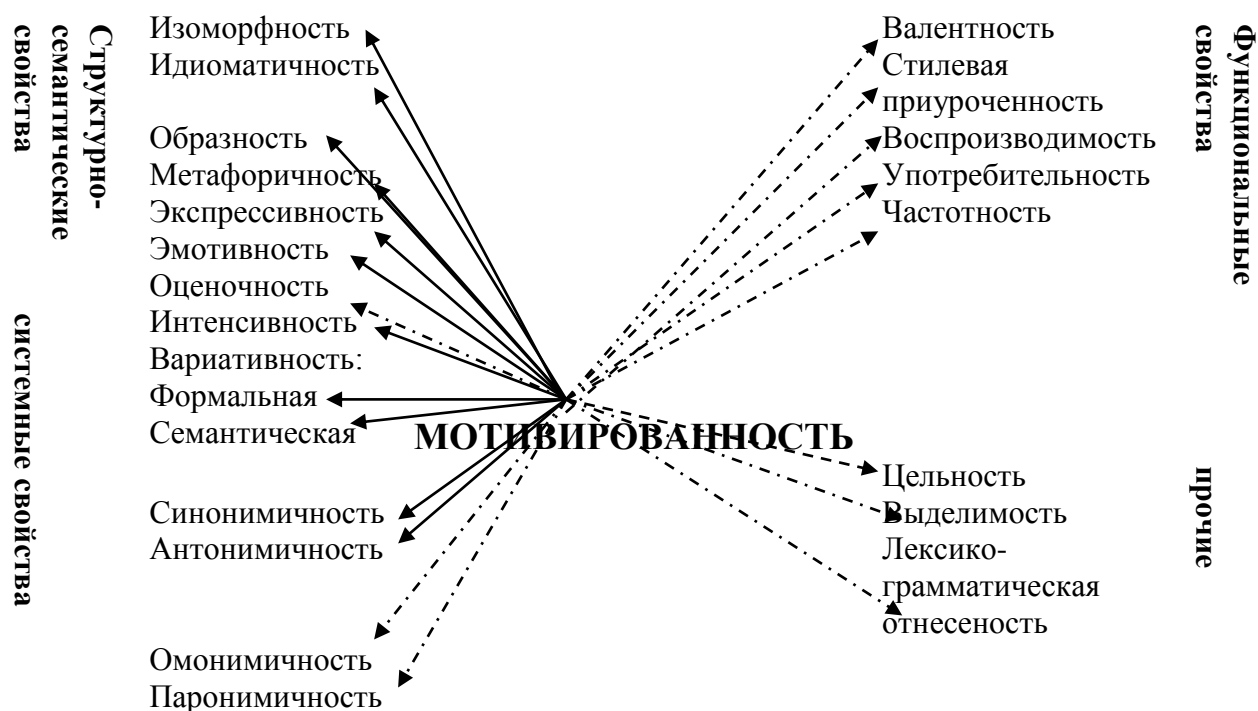 Структурно-
семантические
свойства
системные свойства
Изоморфность
Идиоматичность
Образность
Метафоричность
Экспрессивность
Эмотивность
Оценочность
Интенсивность
Вариативность:
Формальная
Семантическая
Синонимичность
Антонимичность
Омонимичность
Паронимичность
МОТИВИРОВАННОСТЬ
Валентность
Стилевая
приуроченность
Воспроизводимость
Употребительность
Частотность
Цельность
Выделимость
Лексико-
грамматическая
отнесеность
Функциональные
свойства
прочие